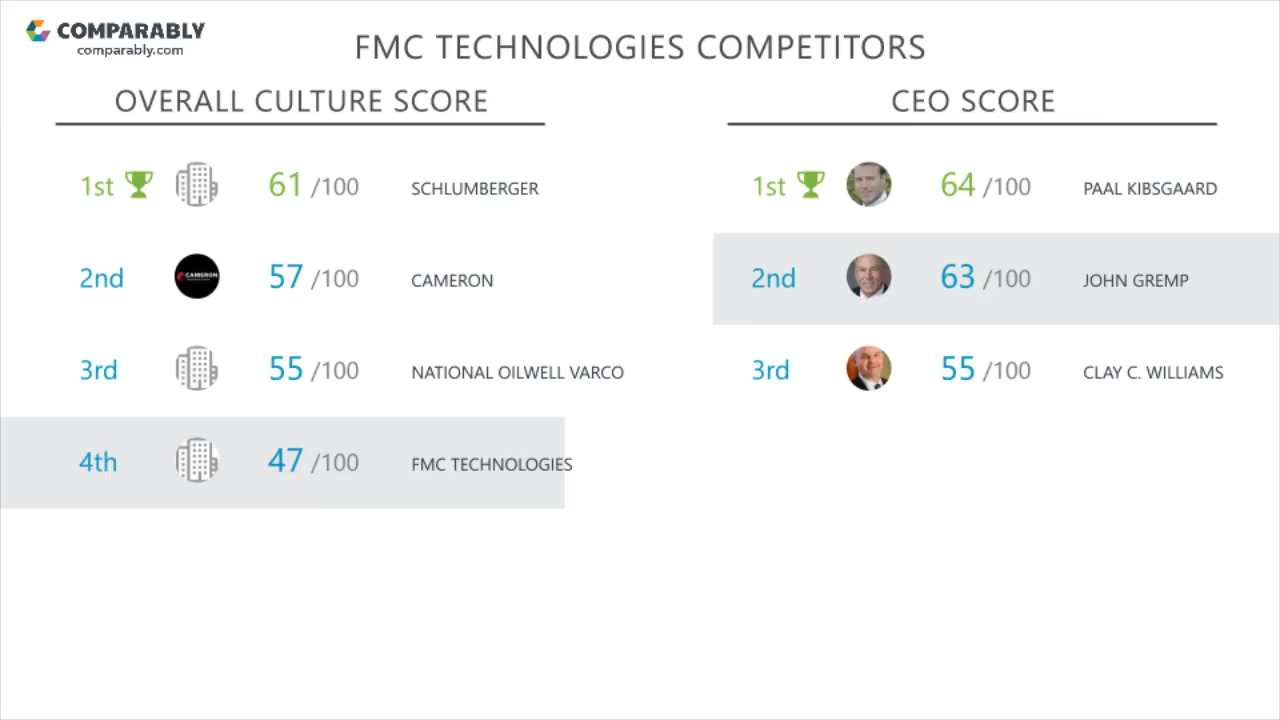 COMPARABLY
comparably.com
FMC TECHNOLOGIES COMPETITORS
OVERALL CULTURE SCORE
1st 61 /100 SCHLUMBERGER
2nd CAMERON 57 /100 CAMERON
3rd 55 /100 NATIONAL OILWELL VARCO
4th 47 /100 FMC TECHNOLOGIES
CEO SCORE
1st 64 /100 PAAL KIBSGAARD
2nd 63 /100 JOHN GREMP
3rd 55 /100 CLAY C. WILLIAMS